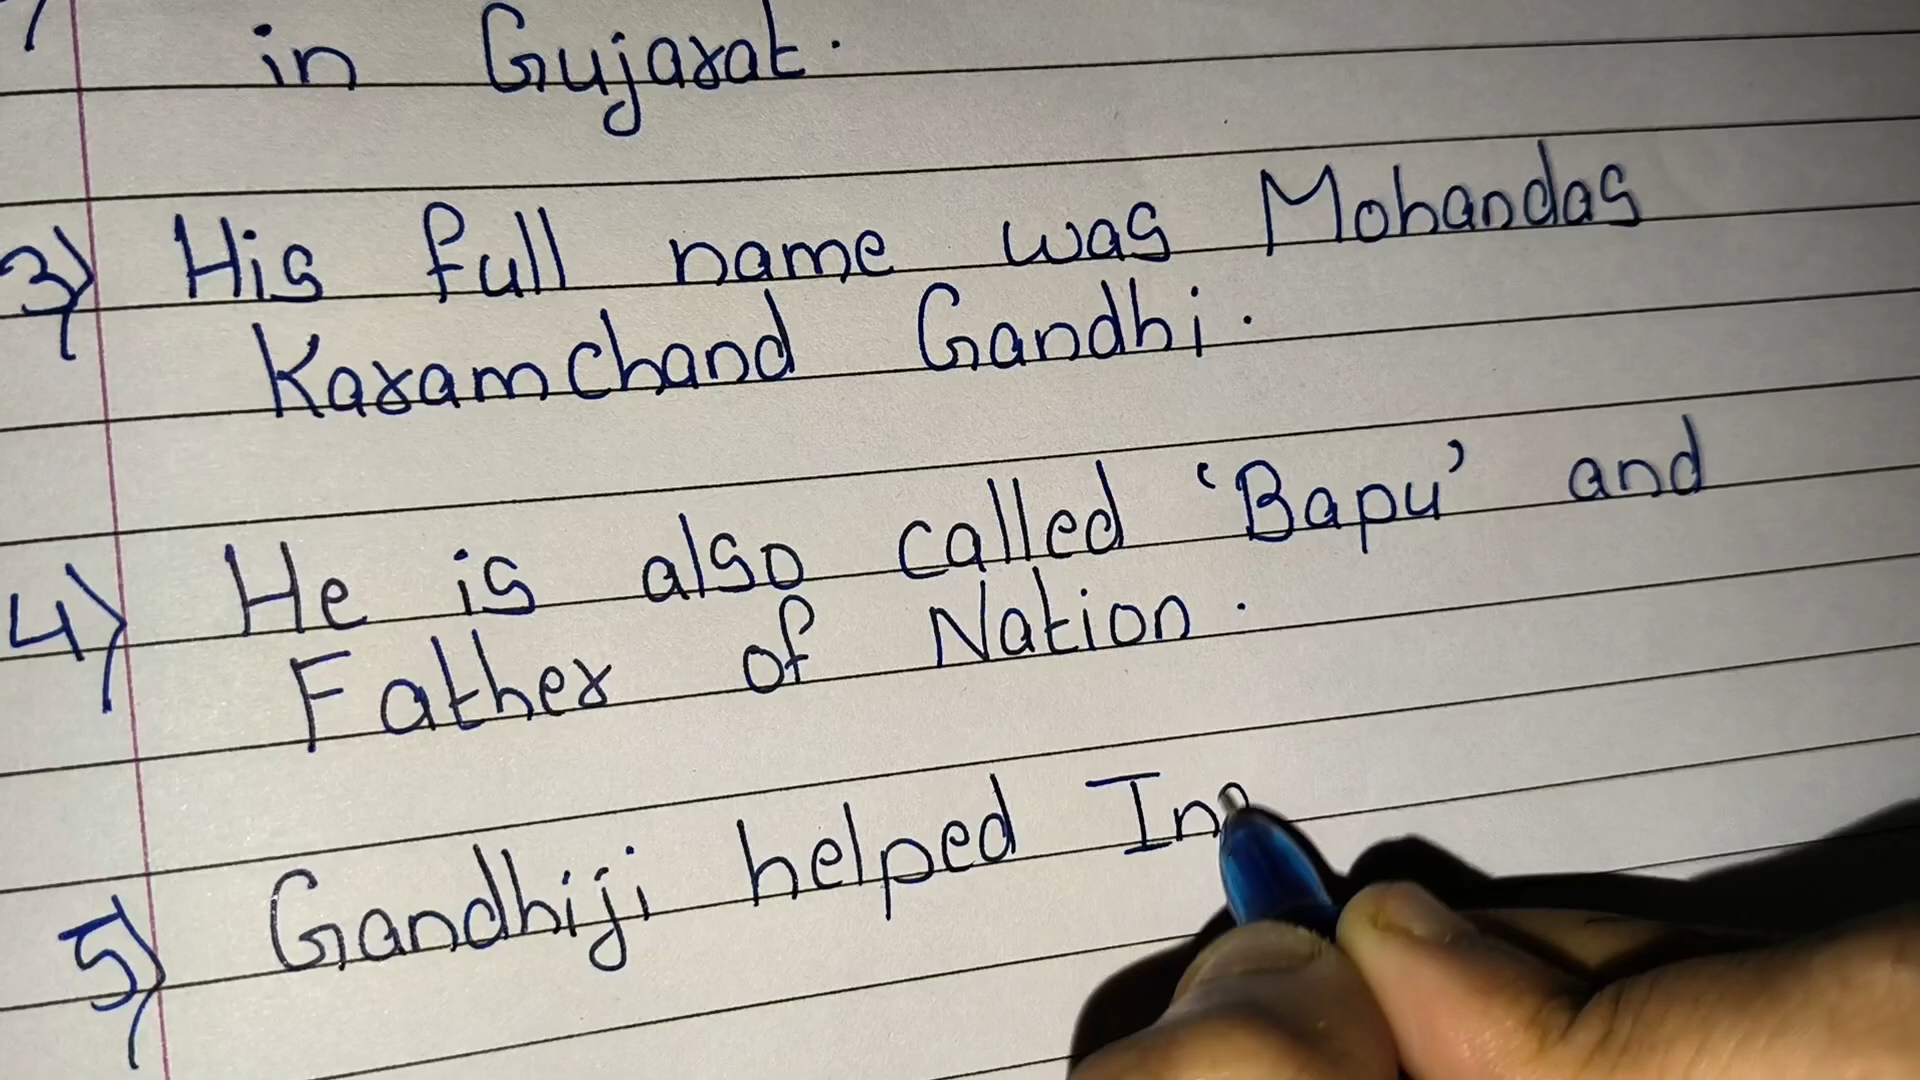 in Gujarat.
3) His full name was Mohandas
Karamchand Gandhi.
4) He is also called ‘Bapu’ and
Father of Nation.
5) Gandhiji helped